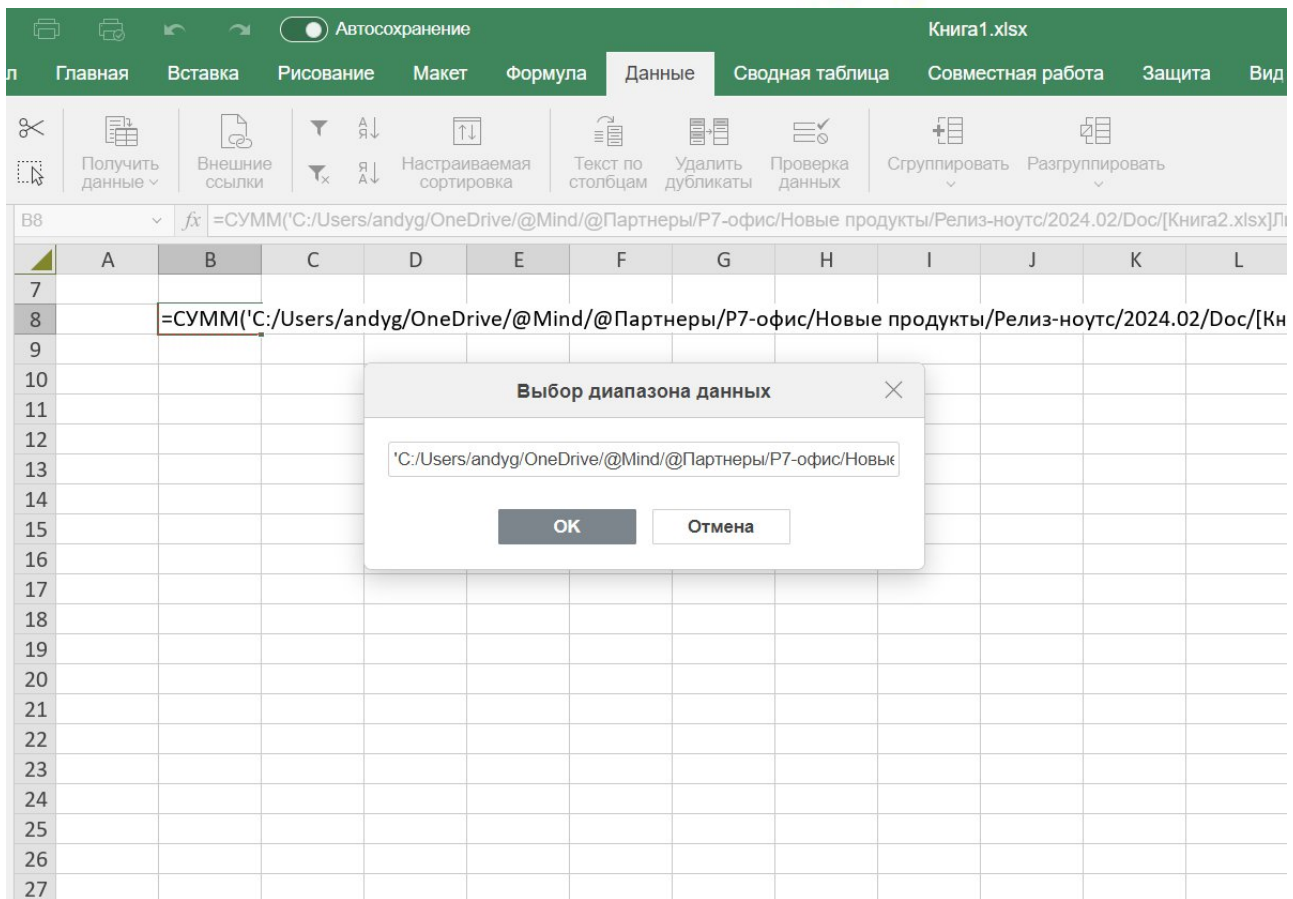 Автосохранение
Книга1.xlsx
л Главная Вставка Рисование Макет Формула Данные Сводная таблица Совместная работа Защита Вид
Получить данные
Внешние ссылки
А Я
Я А
Настраиваемая сортировка
Текст по столбцам
Удалить дубликаты
Проверка данных
Сгруппировать
Разгруппировать
B8 fx =СУММ('C:/Users/andyg/OneDrive/@Mind/@Партнеры/Р7-офис/Новые продукты/Релиз-ноутс/2024.02/Doc/[Книга2.xlsx]Л
A B C D E F G H I J K L
7
8 =СУММ('C:/Users/andyg/OneDrive/@Mind/@Партнеры/Р7-офис/Новые продукты/Релиз-ноутс/2024.02/Doc/[Кн
9
10
Выбор диапазона данных
11
12
13 'C:/Users/andyg/OneDrive/@Mind/@Партнеры/Р7-офис/Новые
14
15 ОК Отмена
16
17
18
19
20
21
22
23
24
25
26
27